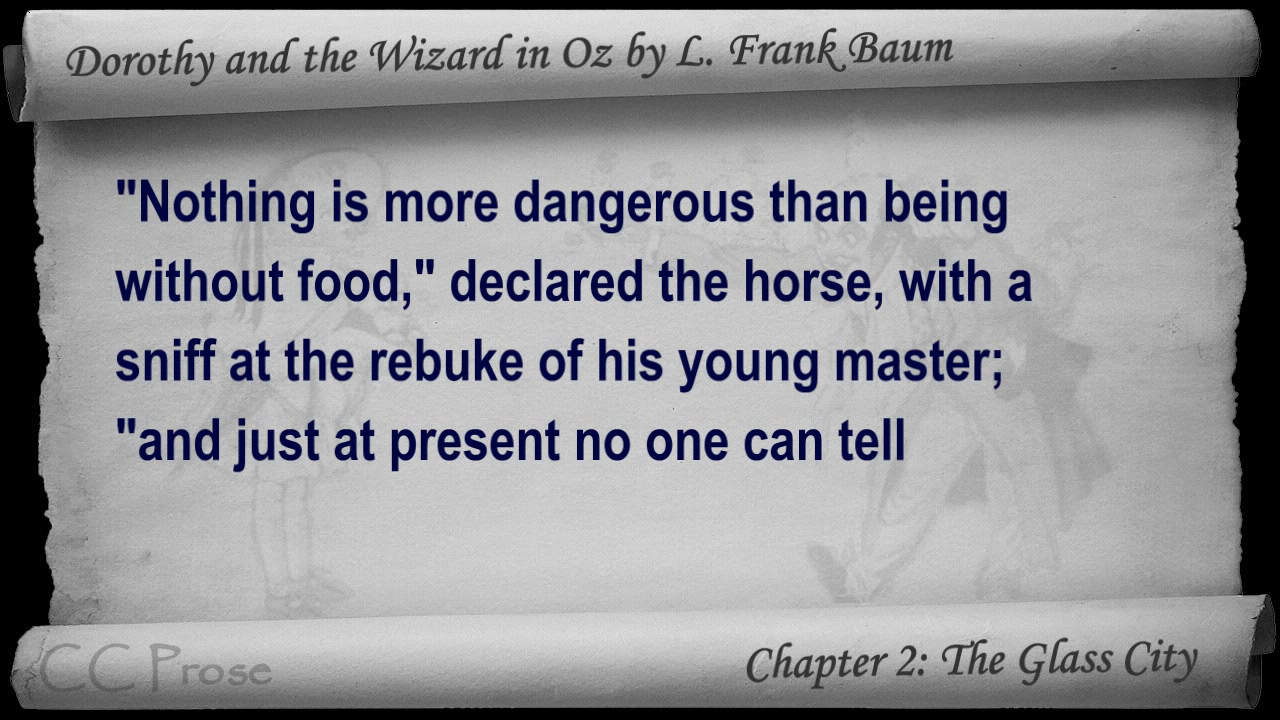 Dorothy and the Wizard in Oz by L. Frank Baum
"Nothing is more dangerous than being
without food," declared the horse, with a
sniff at the rebuke of his young master;
"and just at present no one can tell
CC Prose
Chapter 2: The Glass City